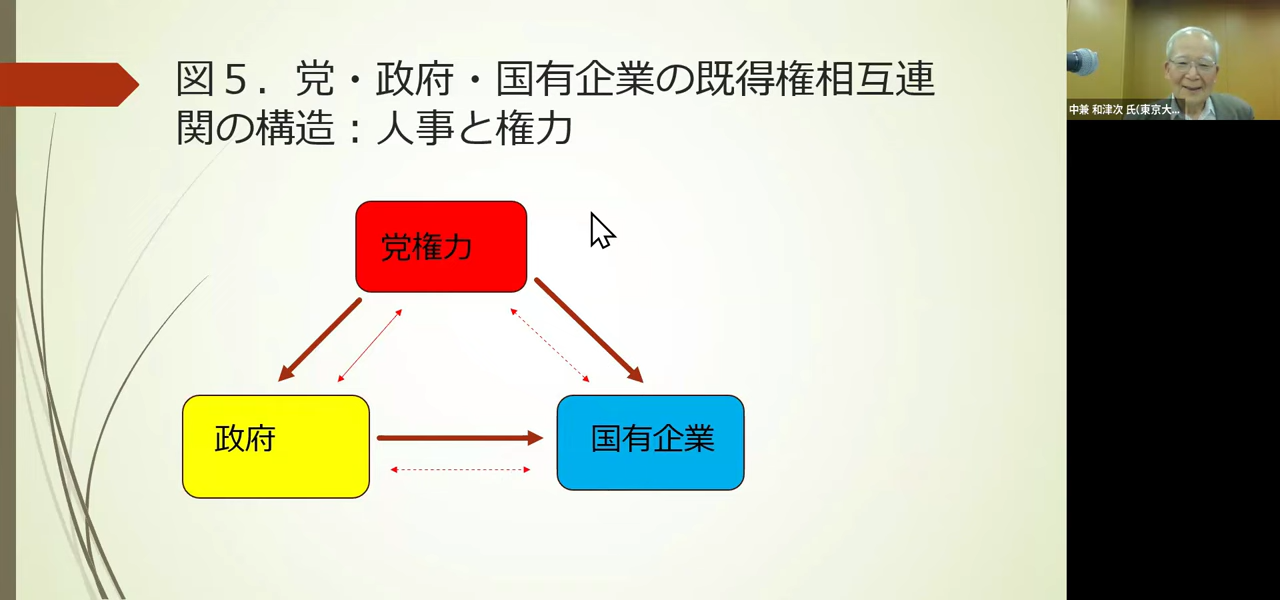 図５．党・政府・国有企業の既得権相互連
関の構造：人事と権力
党権力
政府
国有企業
中兼 和津次 氏(東京大...